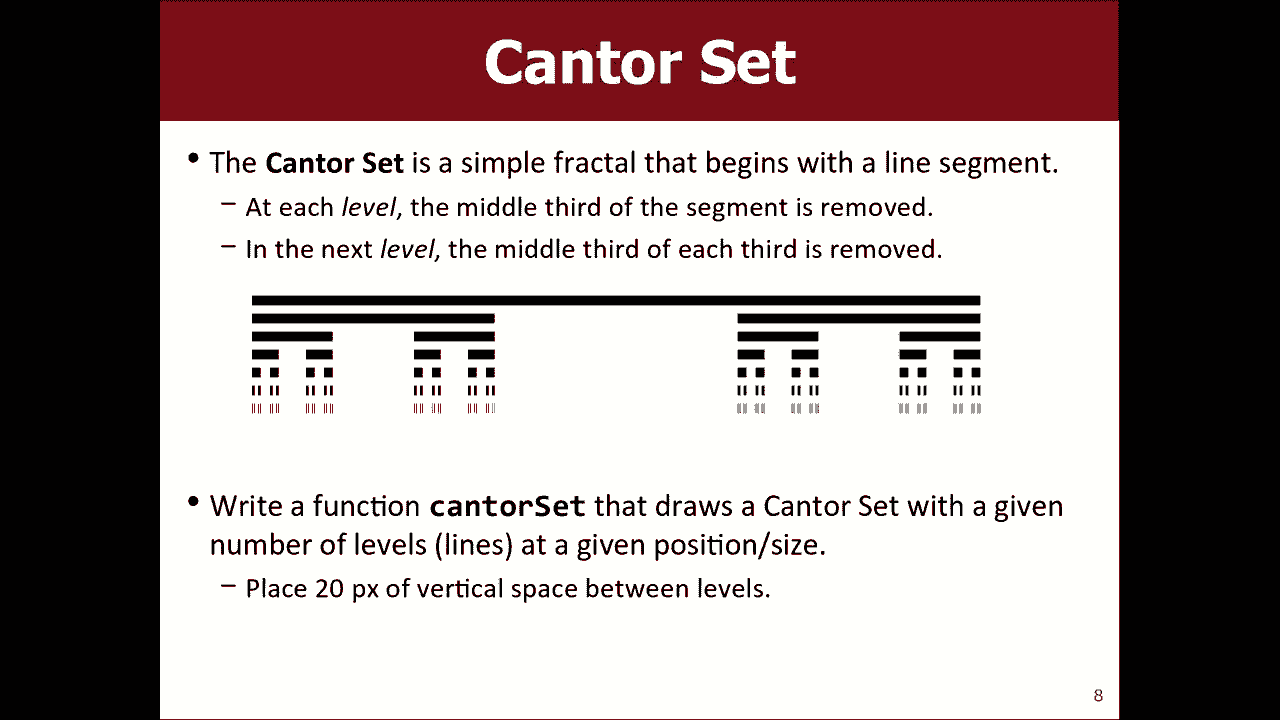 Cantor Set
• The Cantor Set is a simple fractal that begins with a line segment.
– At each level, the middle third of the segment is removed.
– In the next level, the middle third of each third is removed.
• Write a function cantorSet that draws a Cantor Set with a given
number of levels (lines) at a given position/size.
– Place 20 px of vertical space between levels.
8